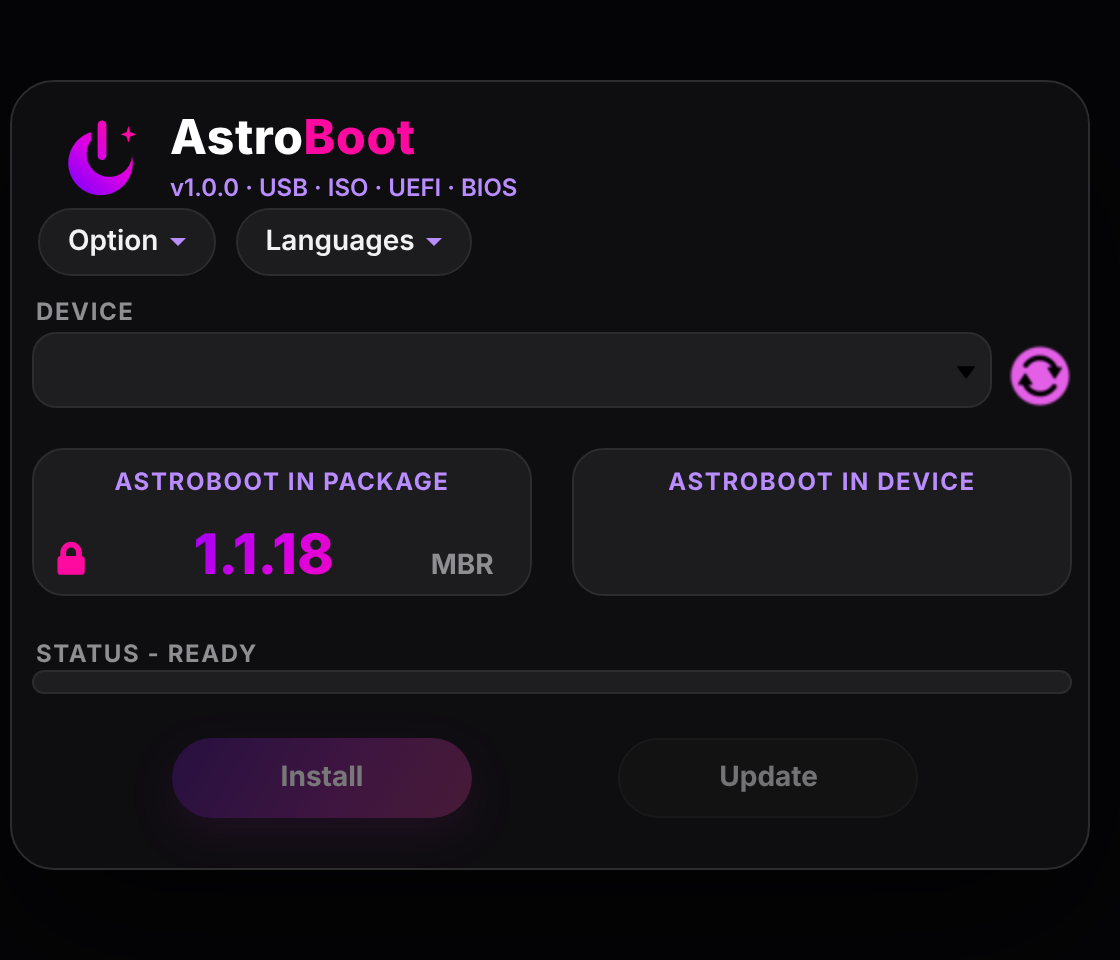 AstroBoot
v1.0.0 · USB · ISO · UEFI · BIOS
Option
Languages
DEVICE
ASTROBOOT IN PACKAGE
1.1.18
MBR
ASTROBOOT IN DEVICE
STATUS - READY
Install
Update